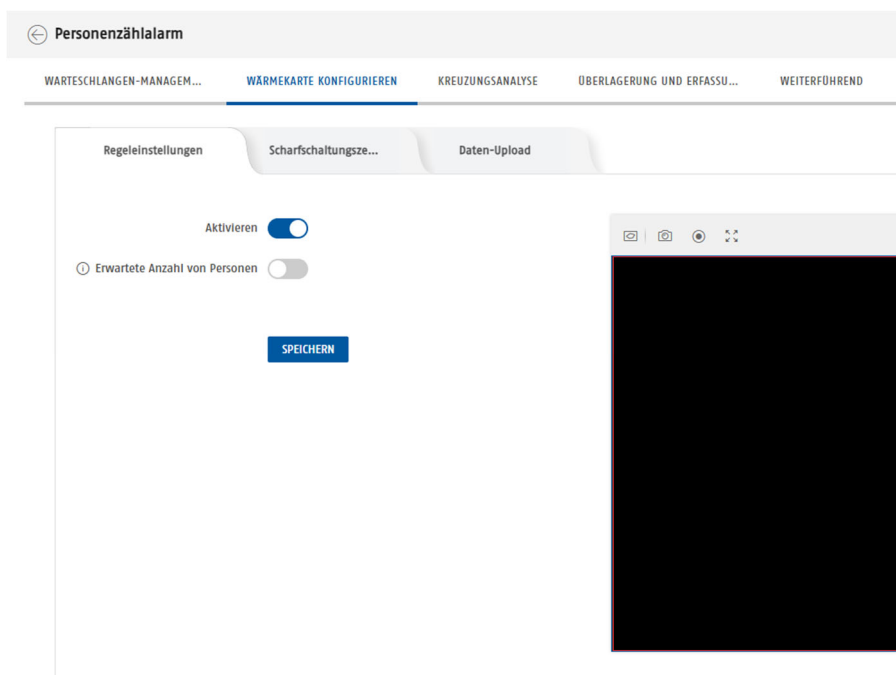 Personenzählalarm
WARTESCHLANGEN-MANAGEM... WÄRMEKARTE KONFIGURIEREN KREUZUNGSANALYSE ÜBERLAGERUNG UND ERFASSU... WEITERFÜHREND
Regeleinstellungen Scharfschaltungsze... Daten-Upload
Aktivieren
Erwartete Anzahl von Personen
SPEICHERN